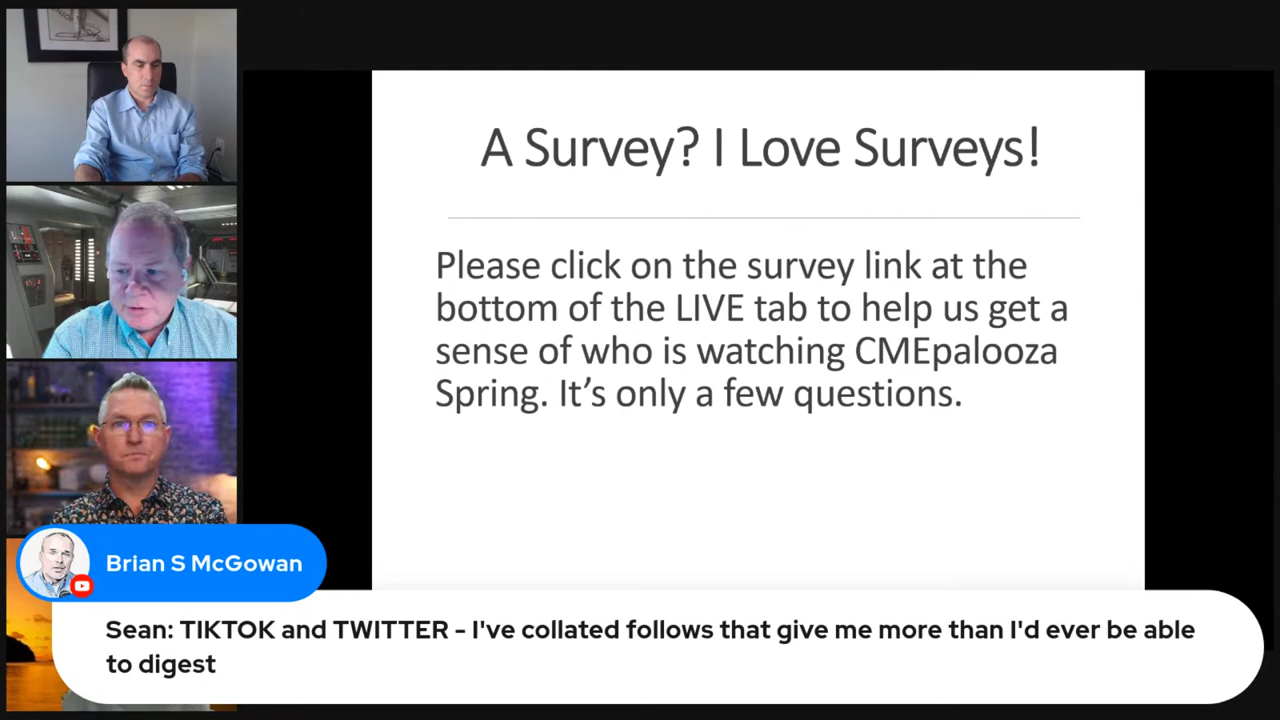 A Survey? I Love Surveys!
Please click on the survey link at the
bottom of the LIVE tab to help us get a
sense of who is watching CMEpalooza
Spring. It’s only a few questions.
Brian S McGowan
Sean: TIKTOK and TWITTER - I've collated follows that give me more than I'd ever be able
to digest